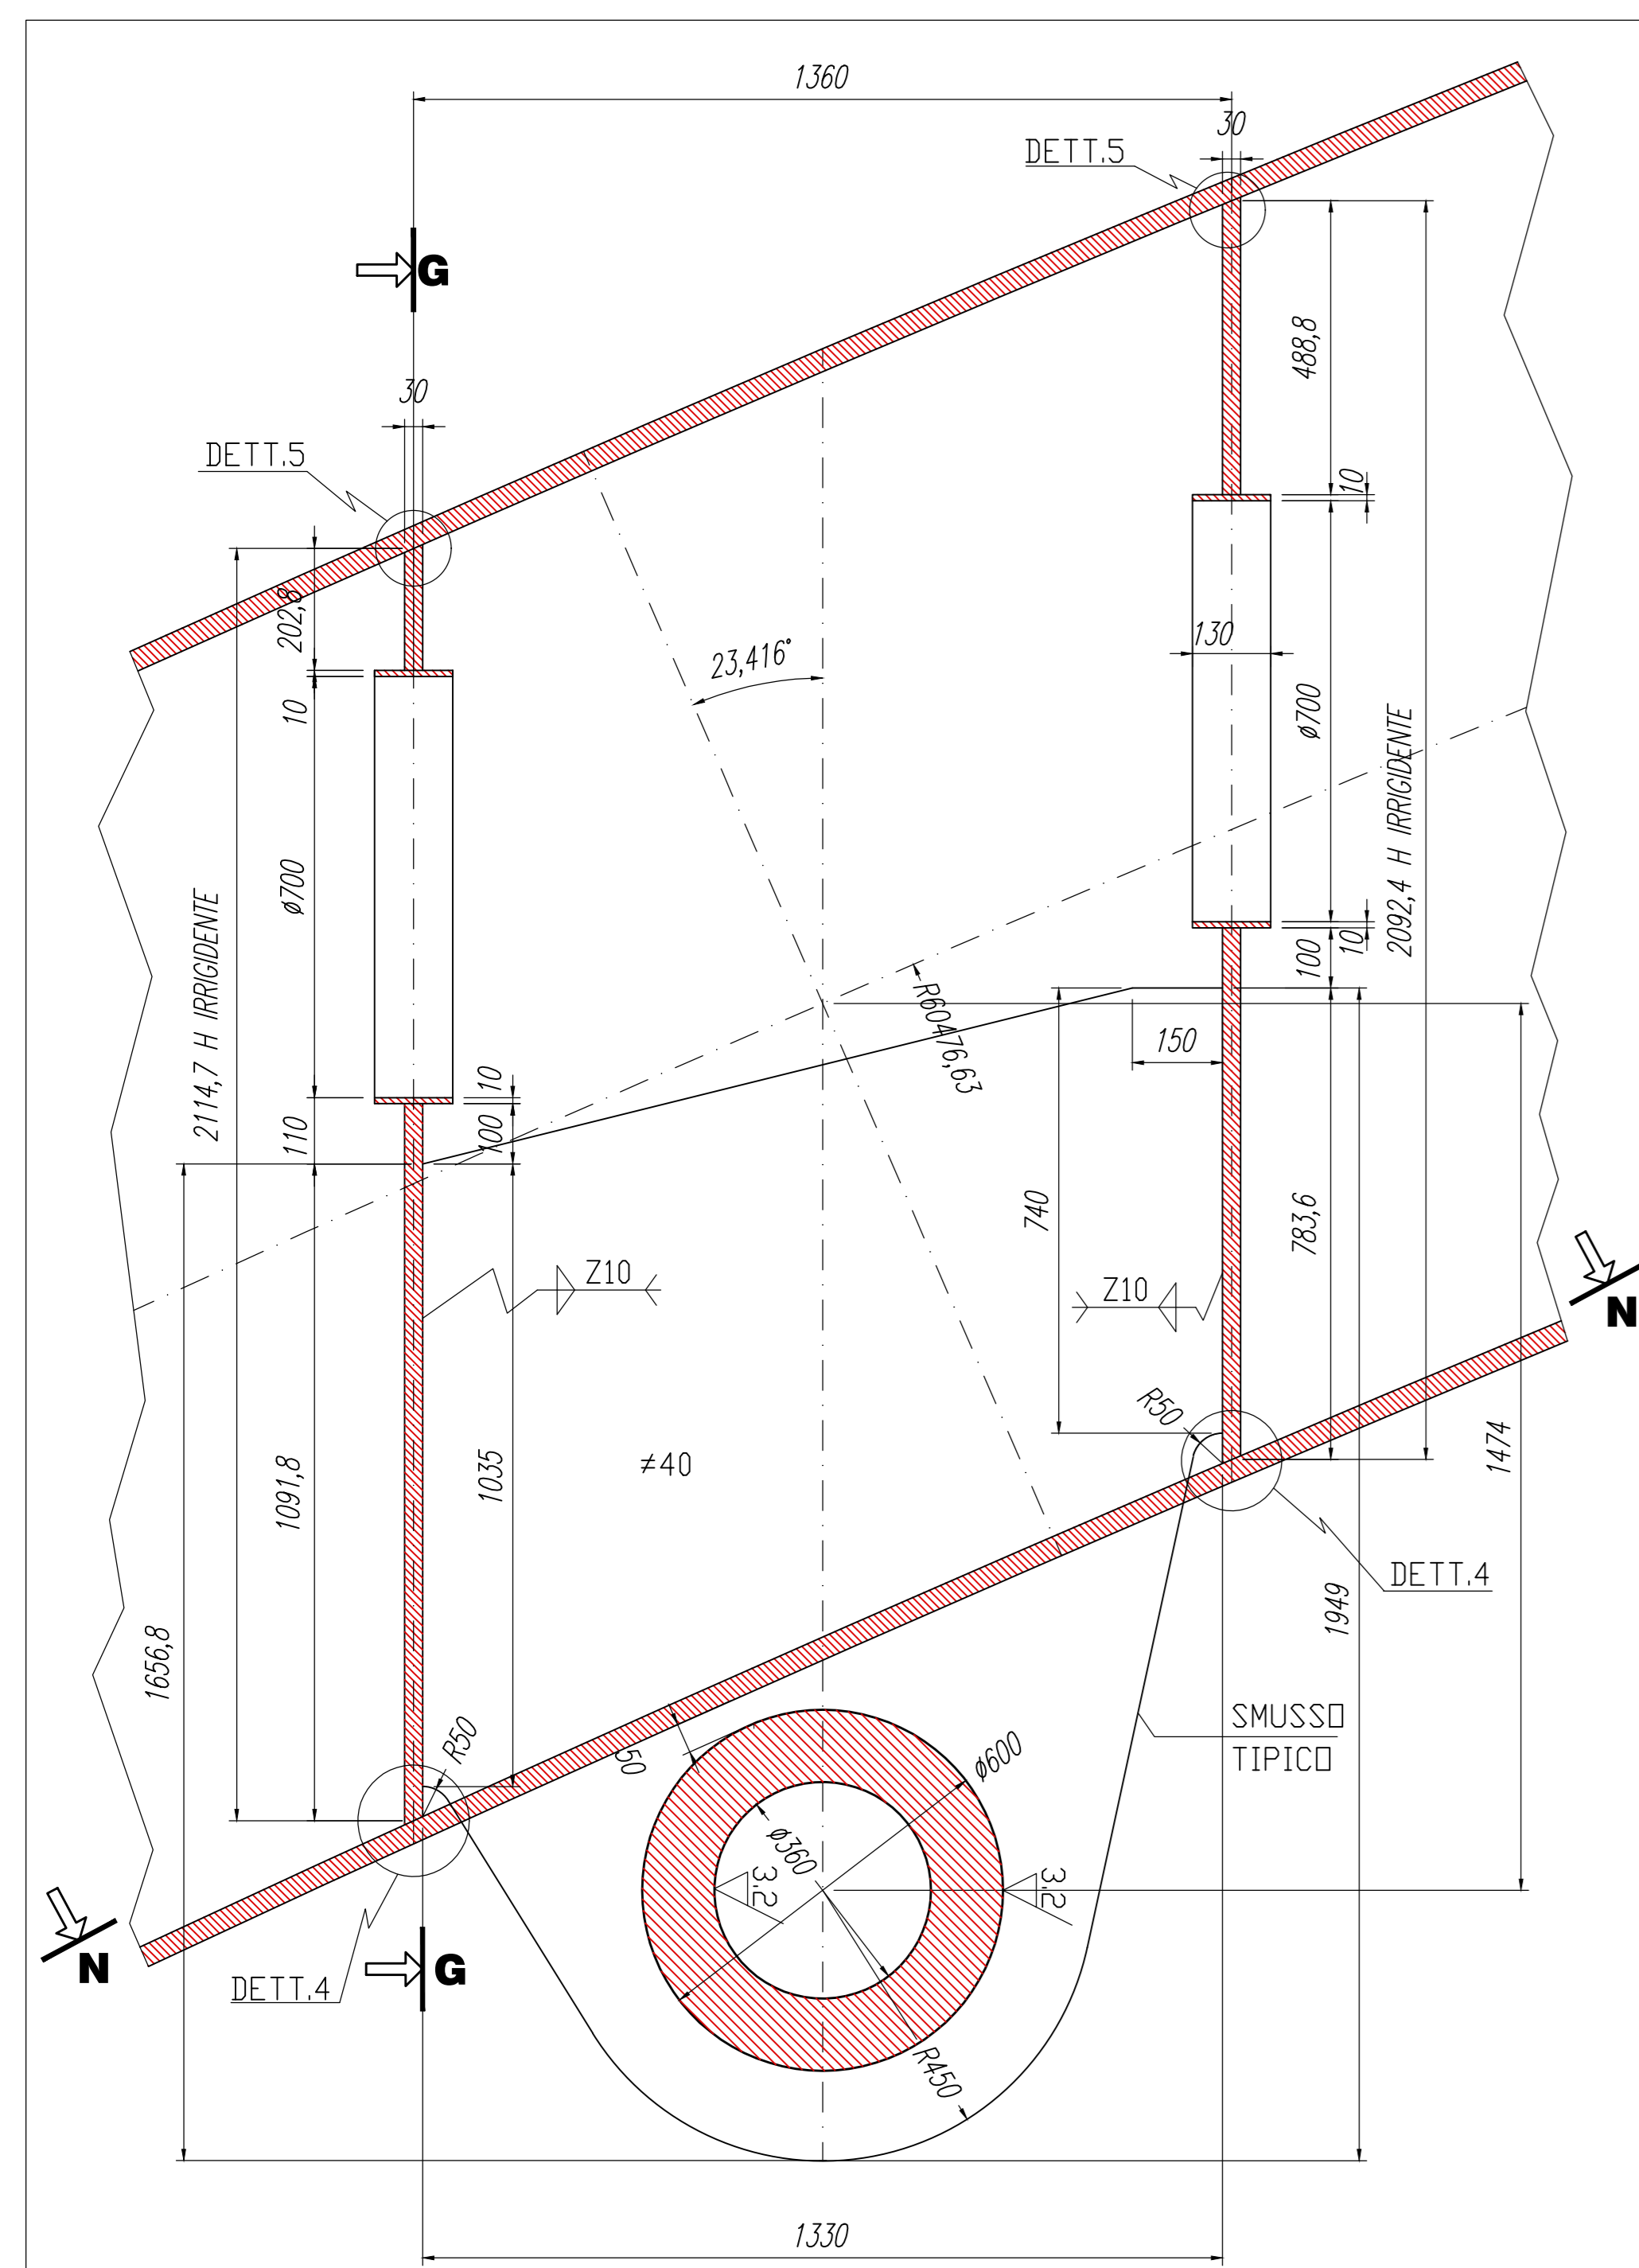 1360
30
DETT.5
G
488,8
30
DETT.5
10
202,8
130
23,416°
10
ø700
2092,4 H IRRIGIDENTE
ø700
2114,7 H IRRIGIDENTE
100
10
R60476,63
150
10
110
100
740
783,6
Z10
Z10
N
R50
1474
≠40
1035
1091,8
DETT.4
1949
1656,8
SMUSSO
TIPICO
R50
50
ø600
ø360
3.2
3.2
N
G
DETT.4
R450
1330